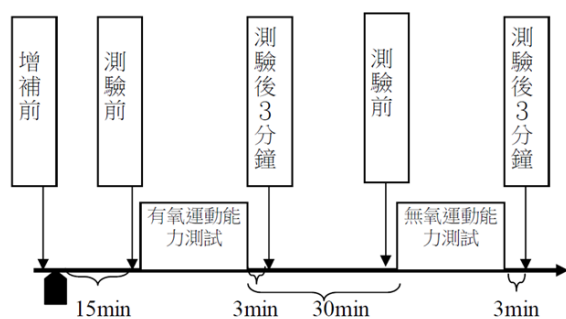 增補前
測驗前
測驗後3分鐘
測驗前
測驗後3分鐘
有氧運動能
力測試
無氧運動能
力測試
15min
3min
30min
3min